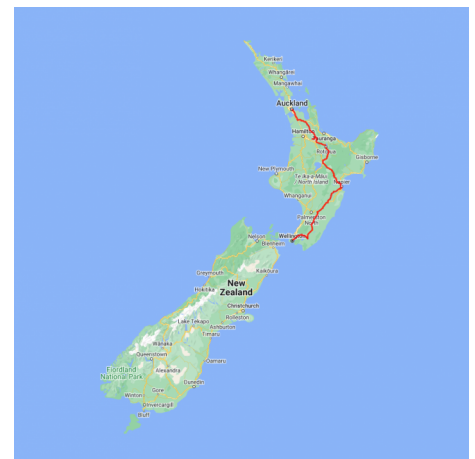 Kerikeri
Whangārei
Mangawhai
Auckland
Hamilton
Tauranga
Rotorua
Gisborne
New Plymouth
Te Ika-a-Māui
North Island
Napier
Whanganui
Palmerston
North
Wellington
Nelson
Blenheim
Greymouth
Kaikōura
Hokitika
New
Zealand
Christchurch
Rolleston
Lake Tekapo
Ashburton
Timaru
Wānaka
Queenstown
Oamaru
Fiordland
National Park
Alexandra
Dunedin
Gore
Winton
Invercargill
Bluff